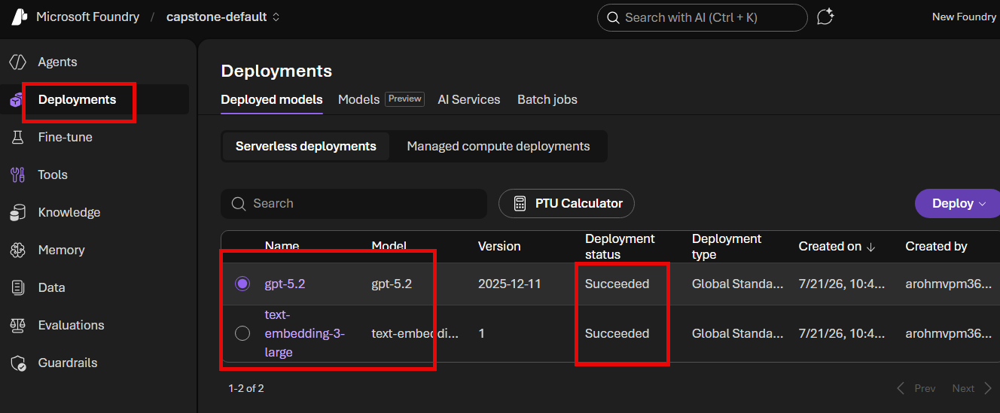 Microsoft Foundry / capstone-default
Search with AI (Ctrl + K)
New Foundry
Agents
Deployments
Fine-tune
Tools
Knowledge
Memory
Data
Evaluations
Guardrails
Deployments
Deployed models Models Preview AI Services Batch jobs
Serverless deployments Managed compute deployments
Search PTU Calculator Deploy
Name Model Version Deployment status Deployment type Created on Created by
gpt-5.2 gpt-5.2 2025-12-11 Succeeded Global Standa... 7/21/26, 10:4... arohmvpm36...
text-embedding-3-large text-embeddi... 1 Succeeded Global Standa... 7/21/26, 10:4... arohmvpm36...
1-2 of 2 Prev Next